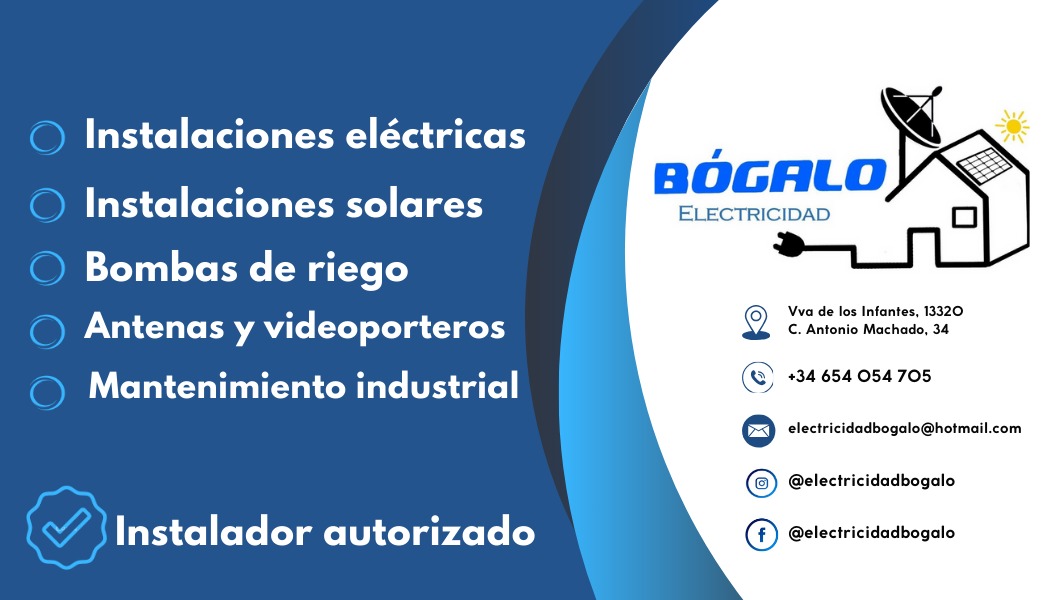 Instalaciones eléctricas
Instalaciones solares
Bombas de riego
Antenas y videoporteros
Mantenimiento industrial
Instalador autorizado
BÓGALO
ELECTRICIDAD
Vva de los Infantes, 13320
C. Antonio Machado, 34
+34 654 054 705
electricidadbogalo@hotmail.com
@electricidadbogalo
@electricidadbogalo